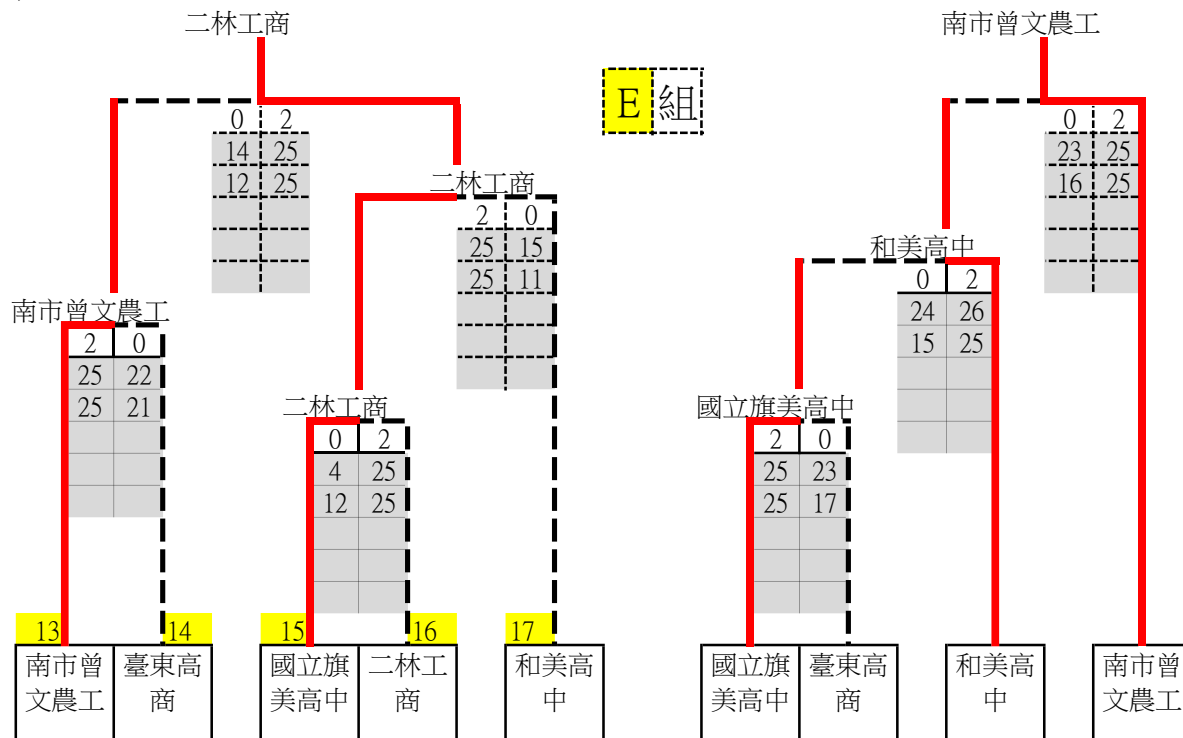 二林工商
南市曾文農工
E 組
0 2
14 25
12 25
0 2
23 25
16 25
二林工商
2 0
25 15
25 11
和美高中
0 2
24 26
15 25
南市曾文農工
2 0
25 22
25 21
二林工商
0 2
4 25
12 25
國立旗美高中
2 0
25 23
25 17
13 14 15 16 17
南市曾
文農工
臺東高
商
國立旗
美高中
二林工
商
和美高
中
國立旗
美高中
臺東高
商
和美高
中
南市曾
文農工